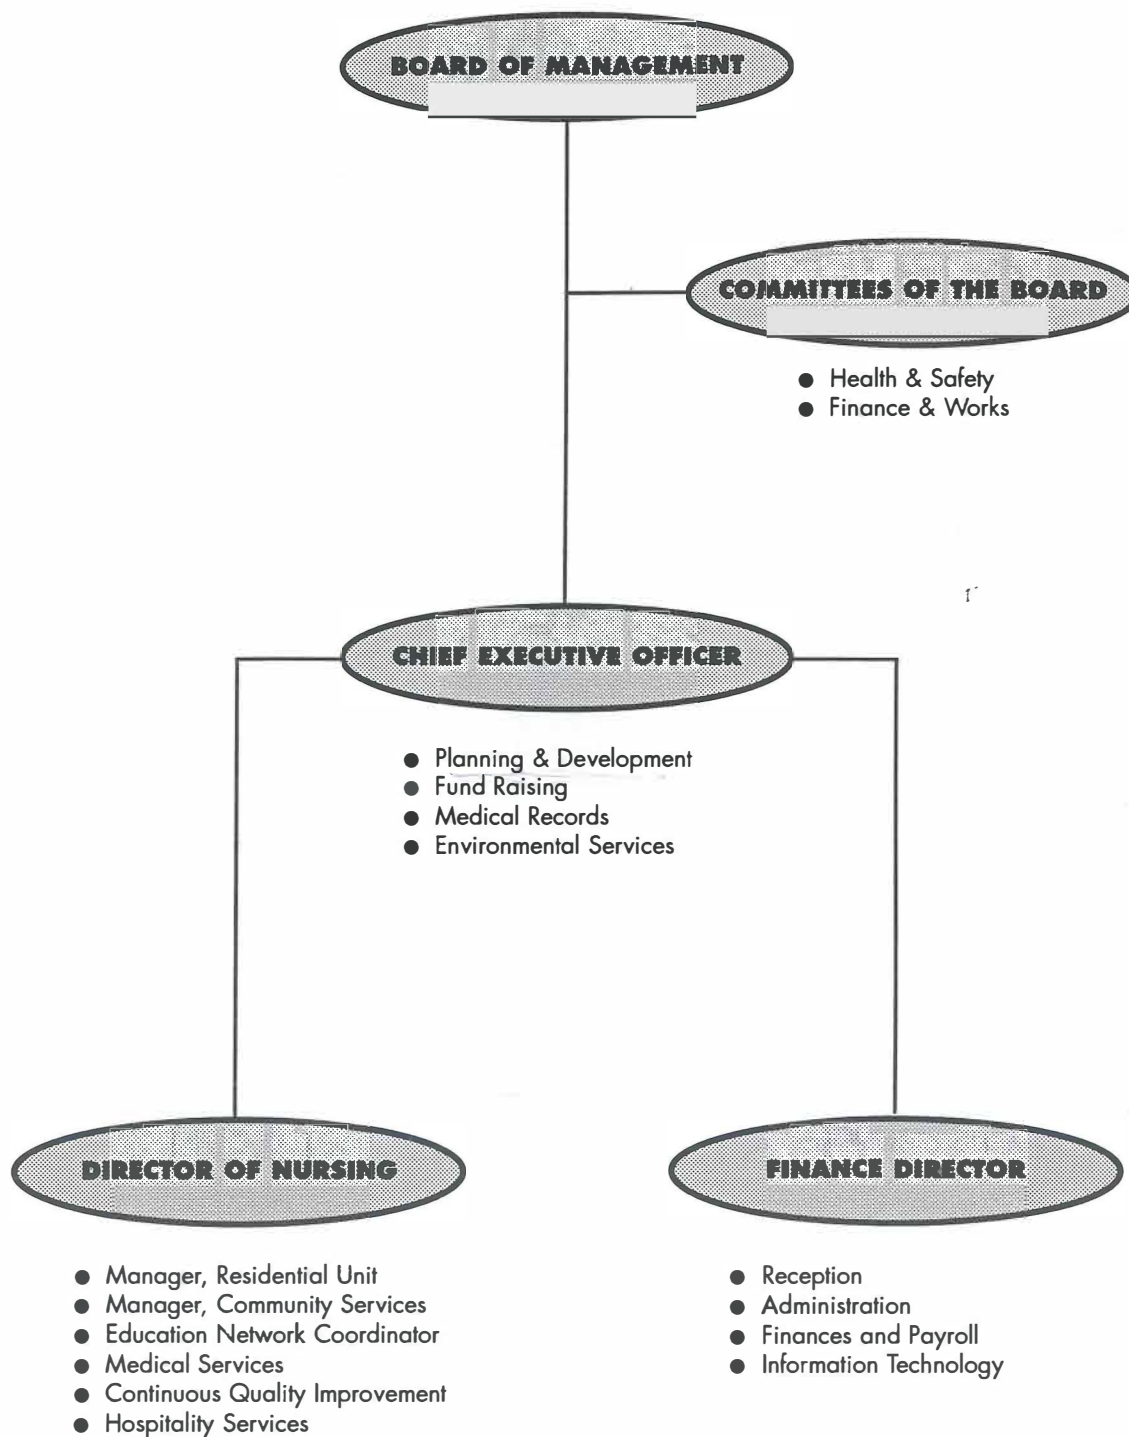 BOARD OF MANAGEMENT
COMMITTEES OF THE BOARD
● Health & Safety
● Finance & Works
CHIEF EXECUTIVE OFFICER
● Planning & Development
● Fund Raising
● Medical Records
● Environmental Services
DIRECTOR OF NURSING
● Manager, Residential Unit
● Manager, Community Services
● Education Network Coordinator
● Medical Services
● Continuous Quality Improvement
● Hospitality Services
FINANCE DIRECTOR
● Reception
● Administration
● Finances and Payroll
● Information Technology